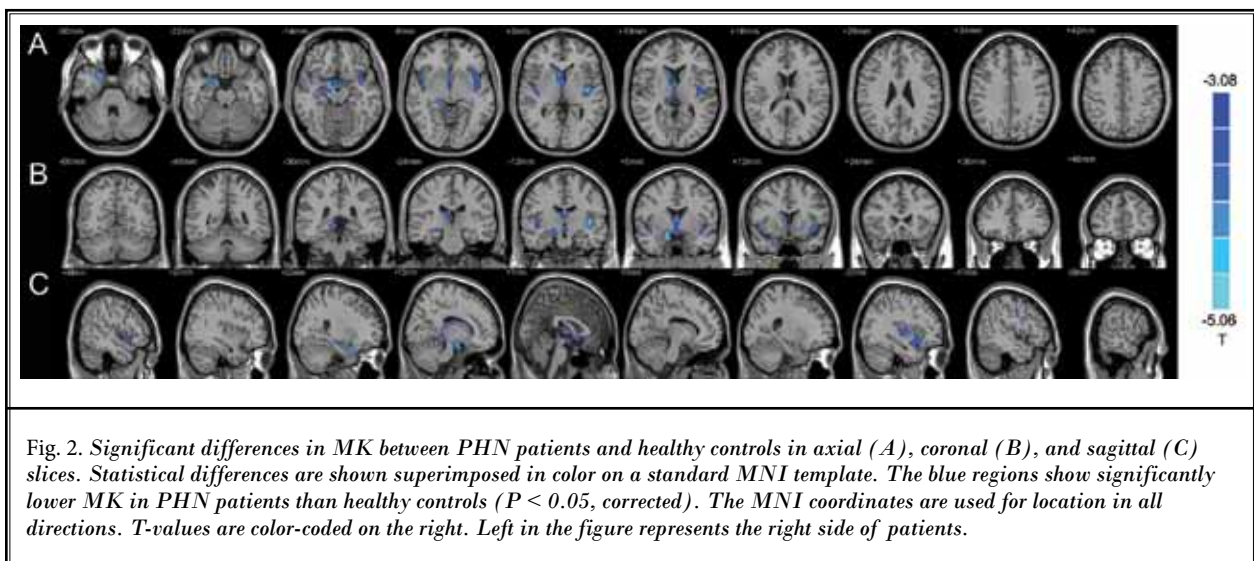 A
B
C
-3.08
-5.06
T
Fig. 2. Significant differences in MK between PHN patients and healthy controls in axial (A), coronal (B), and sagittal (C)
slices. Statistical differences are shown superimposed in color on a standard MNI template. The blue regions show significantly
lower MK in PHN patients than healthy controls (P < 0.05, corrected). The MNI coordinates are used for location in all
directions. T-values are color-coded on the right. Left in the figure represents the right side of patients.